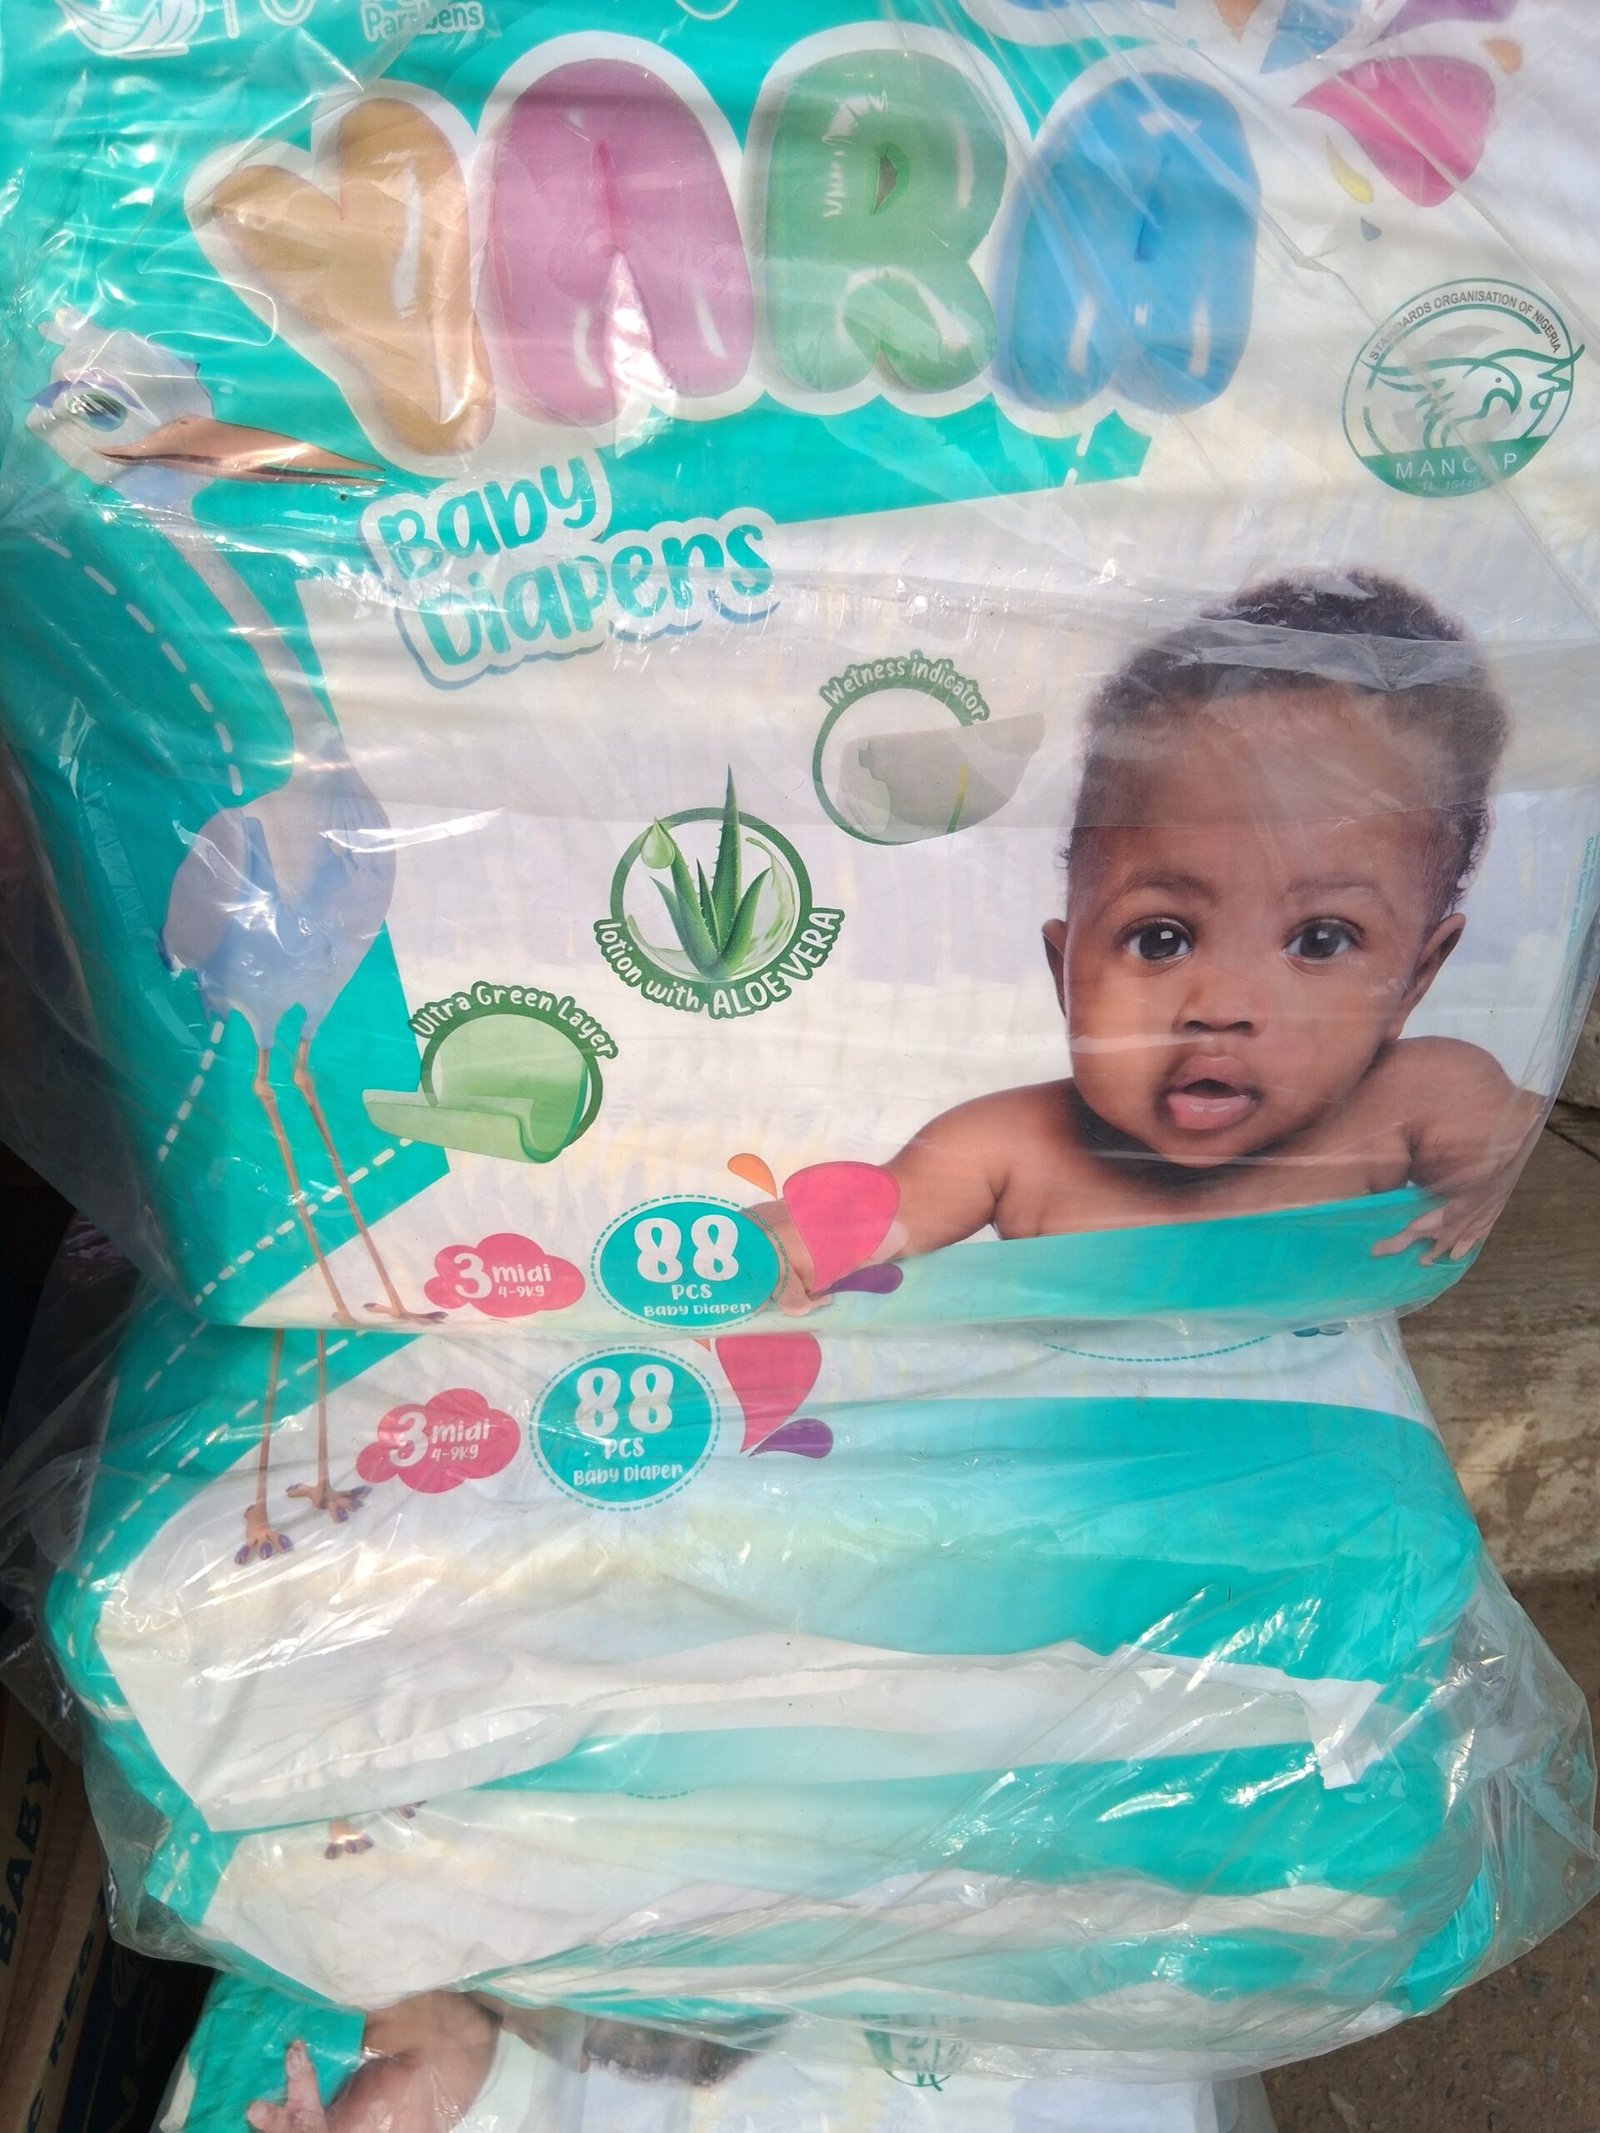 Parabens
YARA
STANDARDS ORGANISATION OF NIGERIA
MANCAP
Baby
Diapers
Wetness indicator
lotion with ALOE VERA
Ultra Green Layer
3 midi
4-9kg
88
PCS
Baby Diaper
3 midi
4-9kg
88
PCS
Baby Diaper
BABY